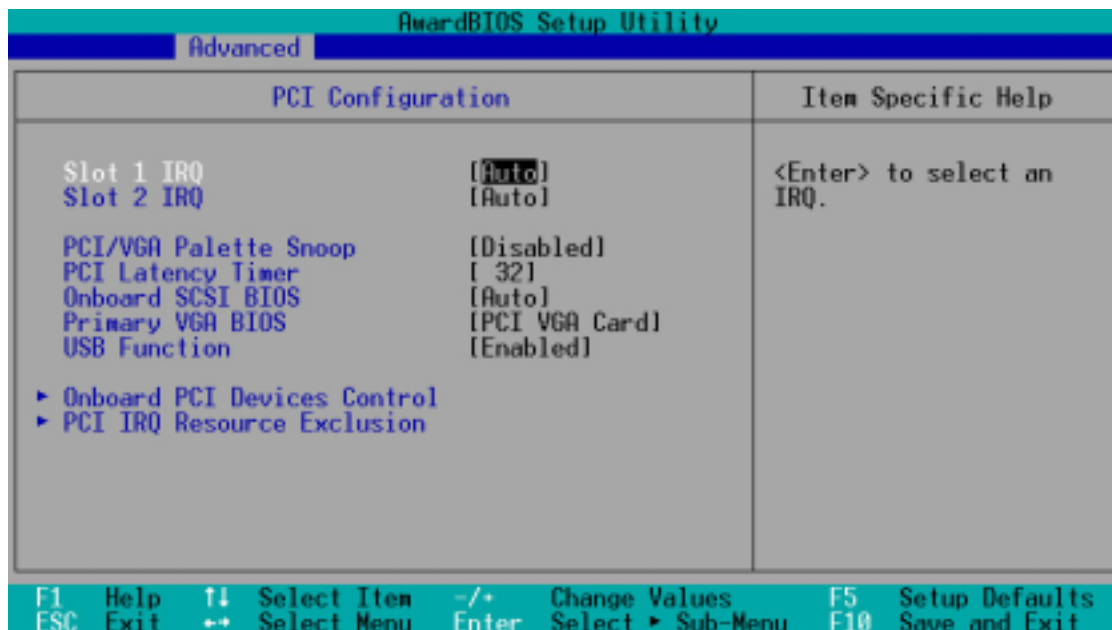 AwardBIOS Setup Utility
Advanced
PCI Configuration
Item Specific Help
Slot 1 IRQ [Auto]
Slot 2 IRQ [Auto]
PCI/VGA Palette Snoop [Disabled]
PCI Latency Timer [ 32]
Onboard SCSI BIOS [Auto]
Primary VGA BIOS [PCI VGA Card]
USB Function [Enabled]
► Onboard PCI Devices Control
► PCI IRQ Resource Exclusion
<Enter> to select an
IRQ.
F1 Help ↑↓ Select Item -/+ Change Values F5 Setup Defaults
ESC Exit ←→ Select Menu Enter Select ► Sub-Menu F10 Save and Exit